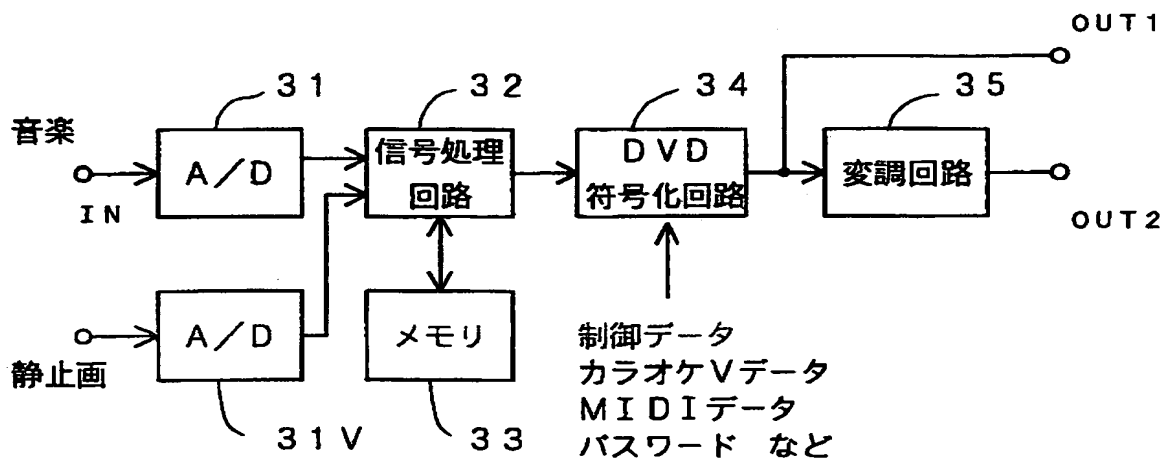 OUT1
31
32
34
35
音楽
IN
A/D
信号処理
回路
DVD
符号化回路
変調回路
OUT2
A/D
メモリ
静止画
31V
33
制御データ
カラオケVデータ
MIDIデータ
パスワード など